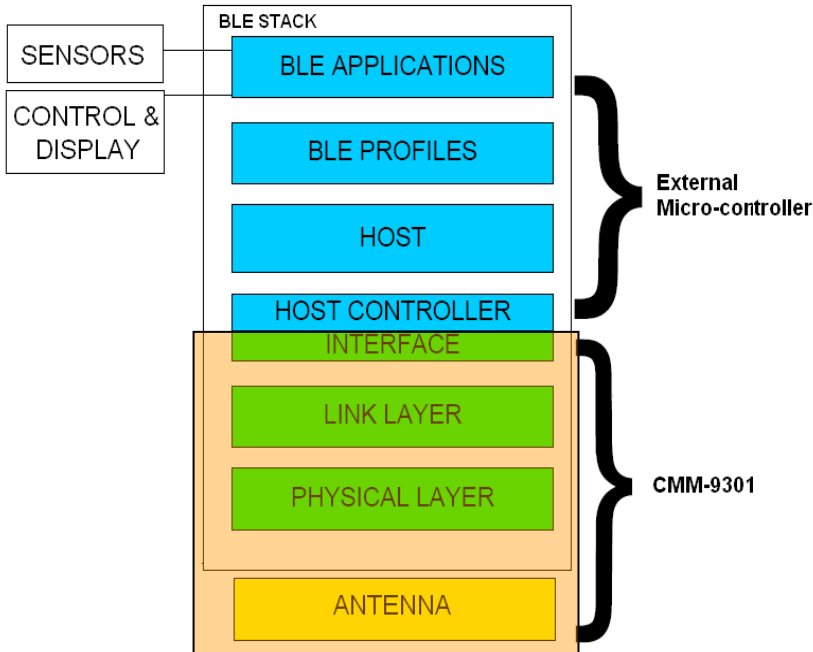 BLE STACK
SENSORS
BLE APPLICATIONS
CONTROL &
DISPLAY
BLE PROFILES
External
Micro-controller
HOST
HOST CONTROLLER
INTERFACE
LINK LAYER
PHYSICAL LAYER
CMM-9301
ANTENNA